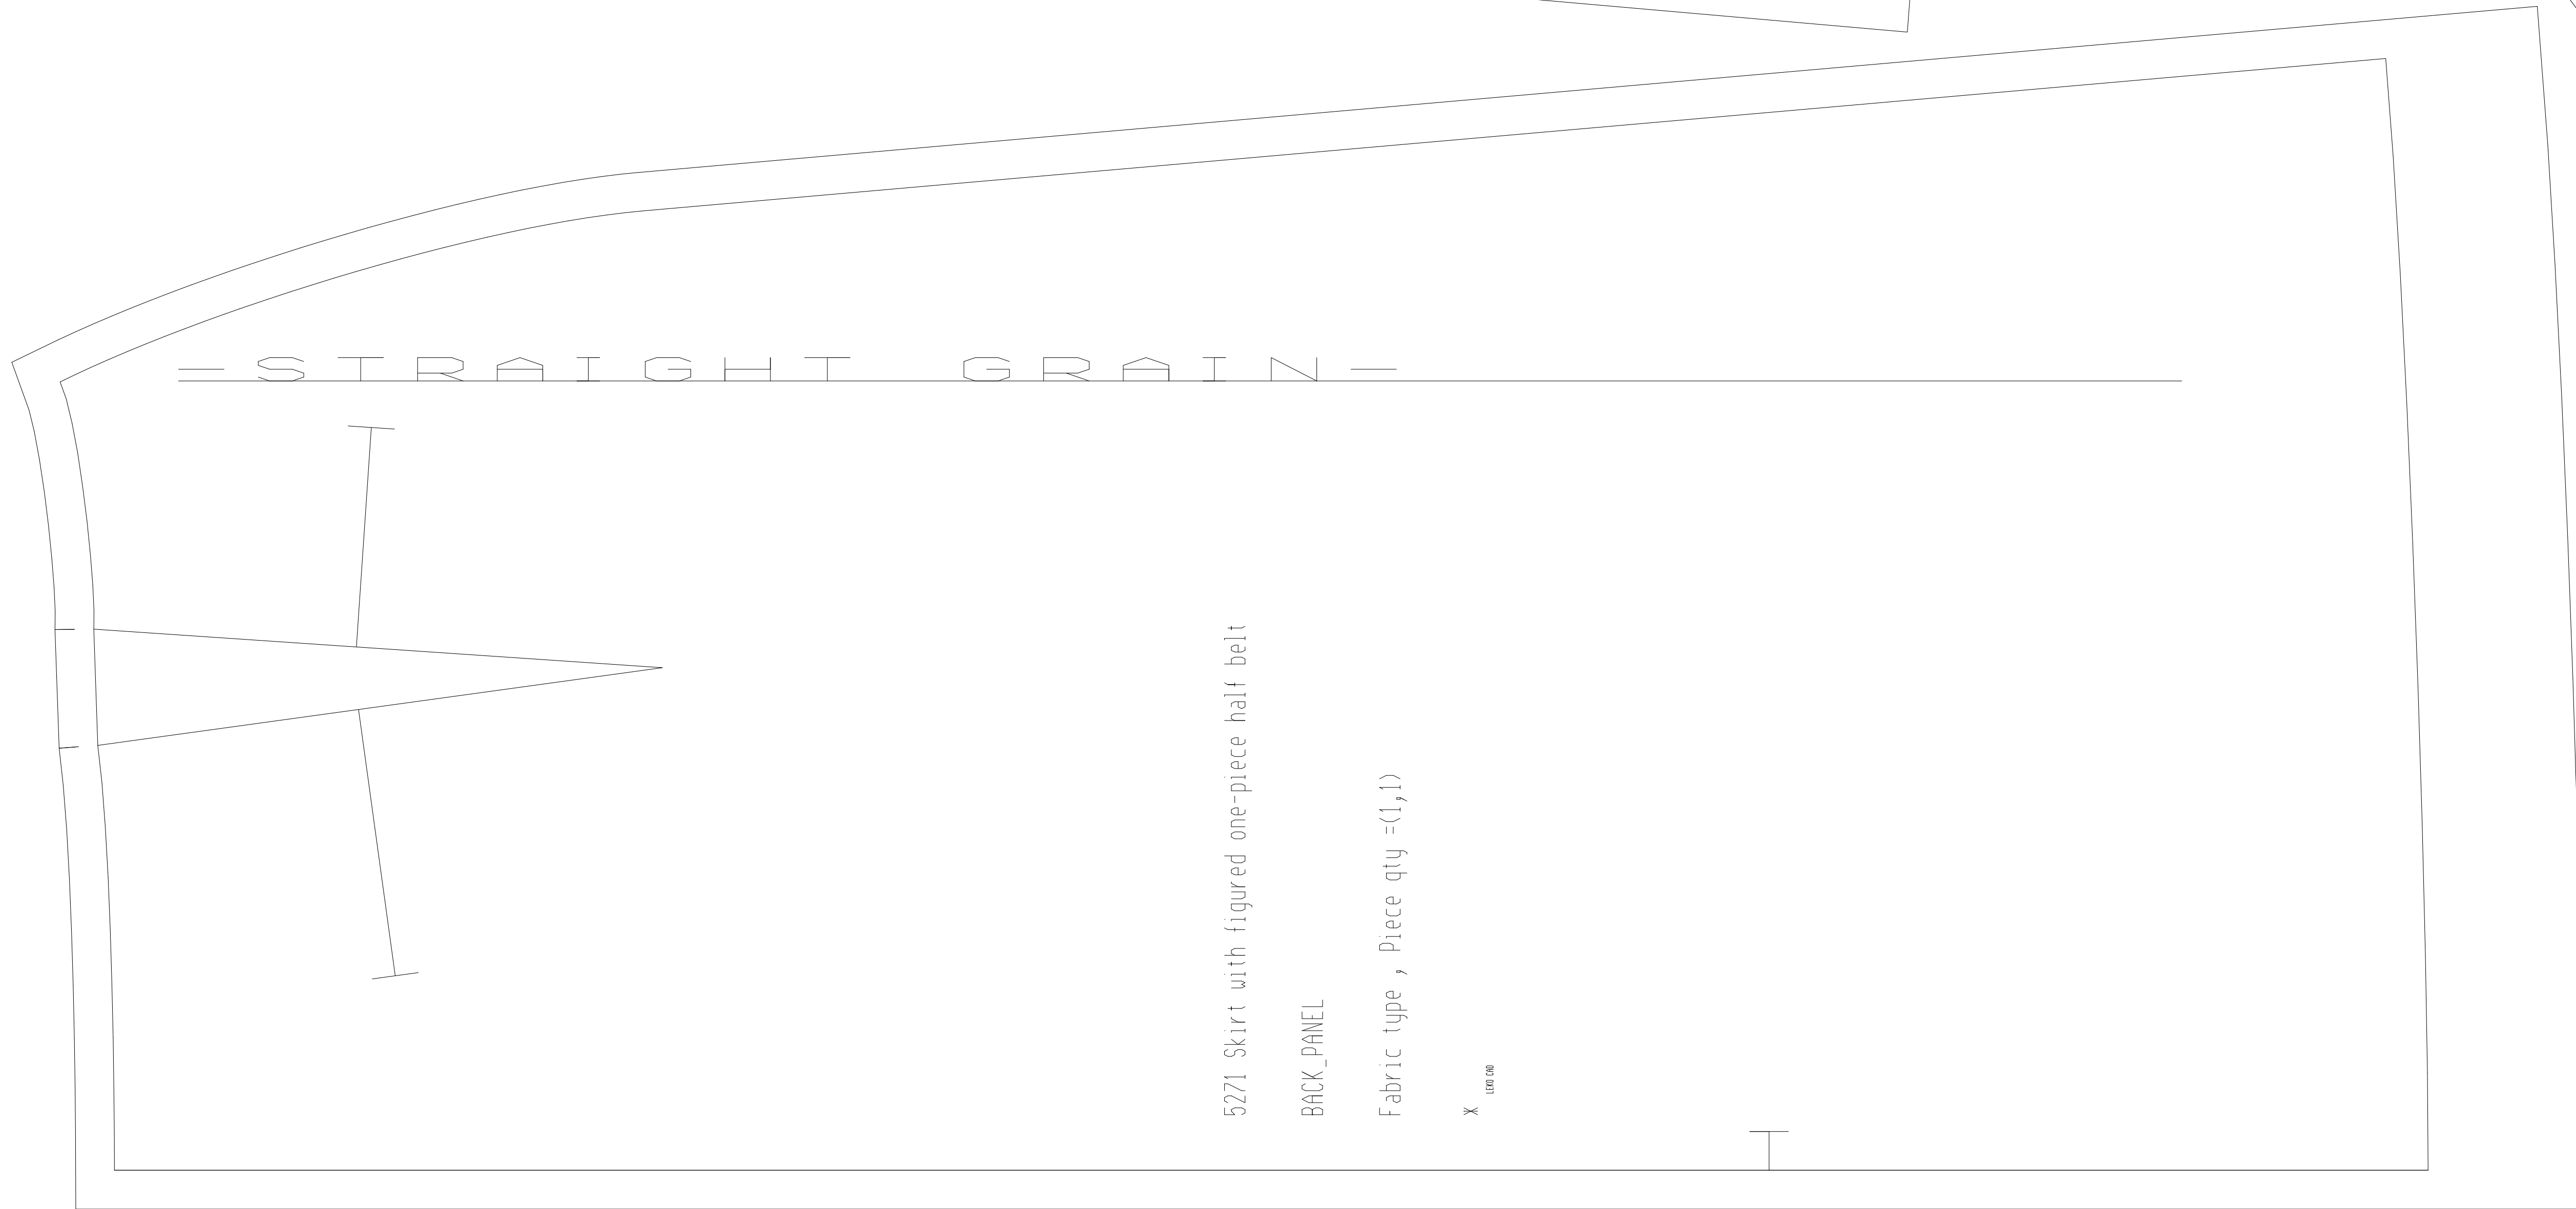 -STRAIGHT GRAIN-
5271 Skirt with figured one-piece half belt
BACK_PANEL
Fabric type , Piece qty =(1,1)
*
LEKO CAD